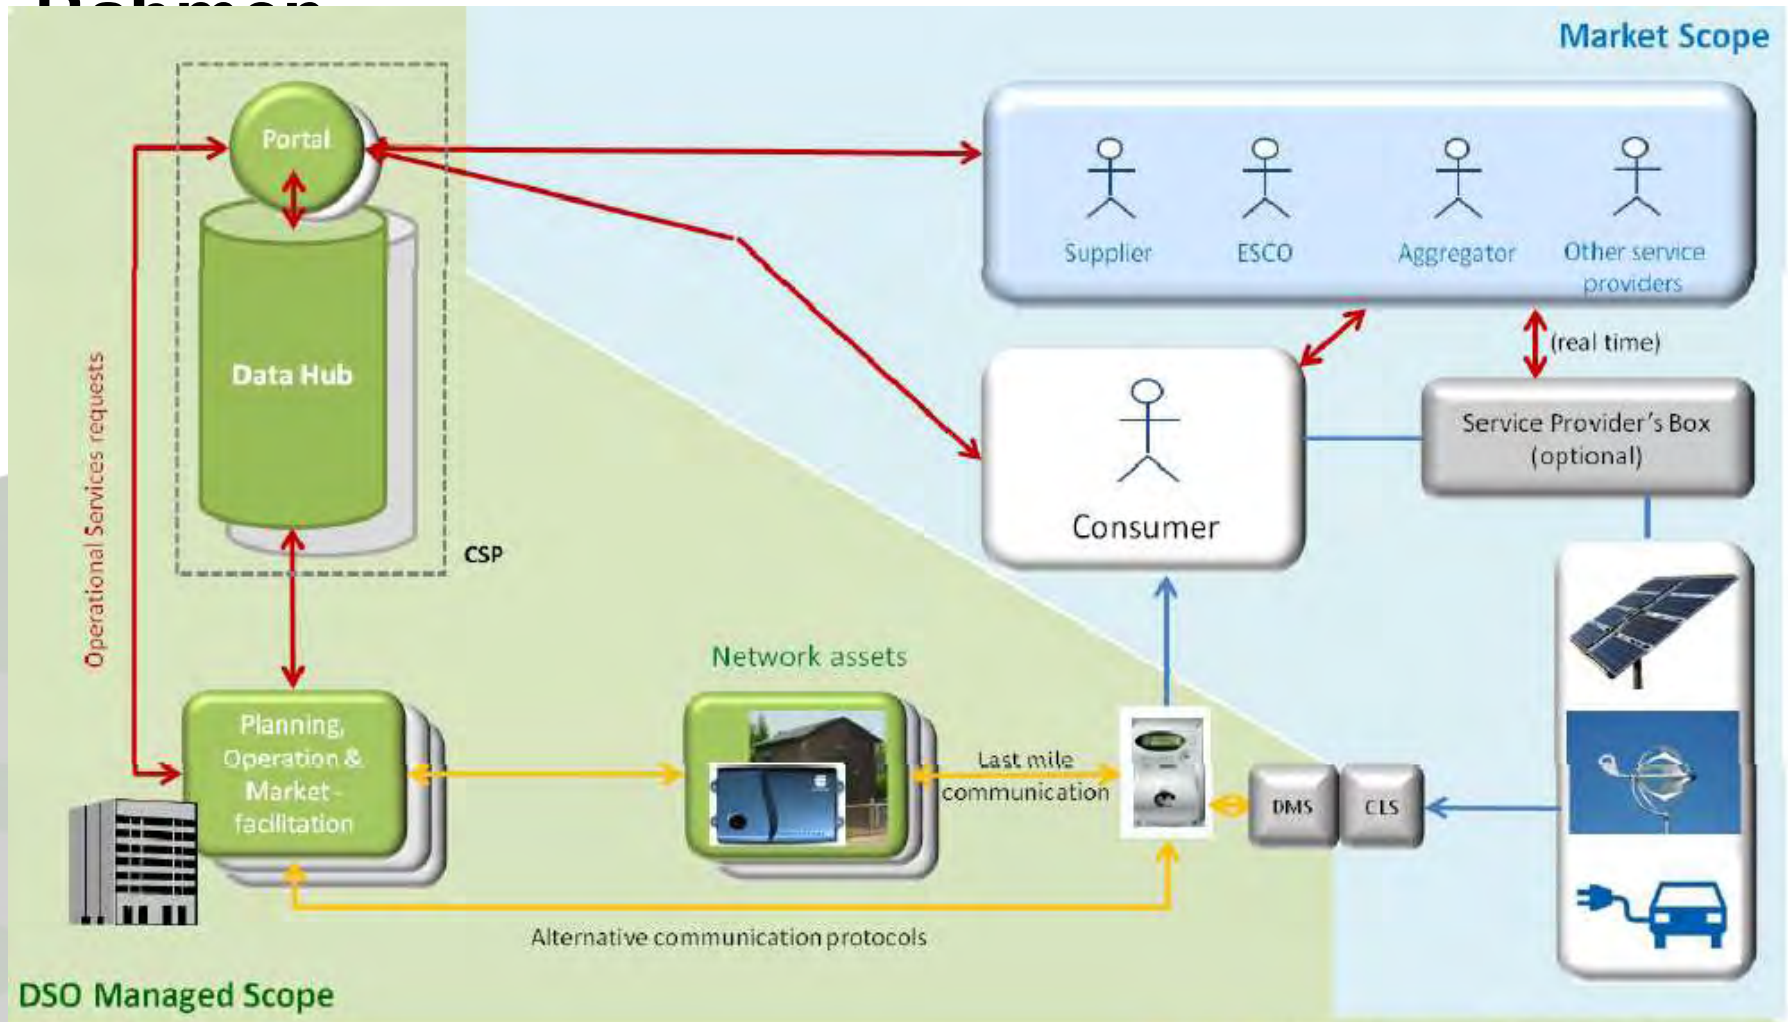 Market Scope
Portal
Supplier
ESCO
Aggregator
Other service
providers
(real time)
Data Hub
Operational Services requests
Service Provider's Box
(optional)
Consumer
CSP
Network assets
Planning,
Operation &
Market -
facilitation
Last mile
communication
DMS
CLS
Alternative communication protocols
DSO Managed Scope